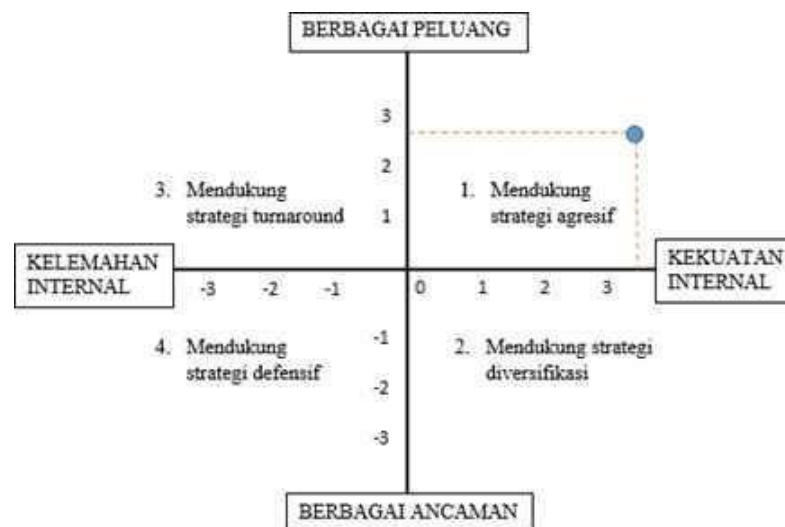 BERBAGAI PELUANG
3
2
1
3. Mendukung
strategi turnaround
1. Mendukung
strategi agresif
KELEMAHAN
INTERNAL
KEKUATAN
INTERNAL
-3 -2 -1 0 1 2 3
4. Mendukung
strategi defensif
2. Mendukung strategi
diversifikasi
-1
-2
-3
BERBAGAI ANCAMAN